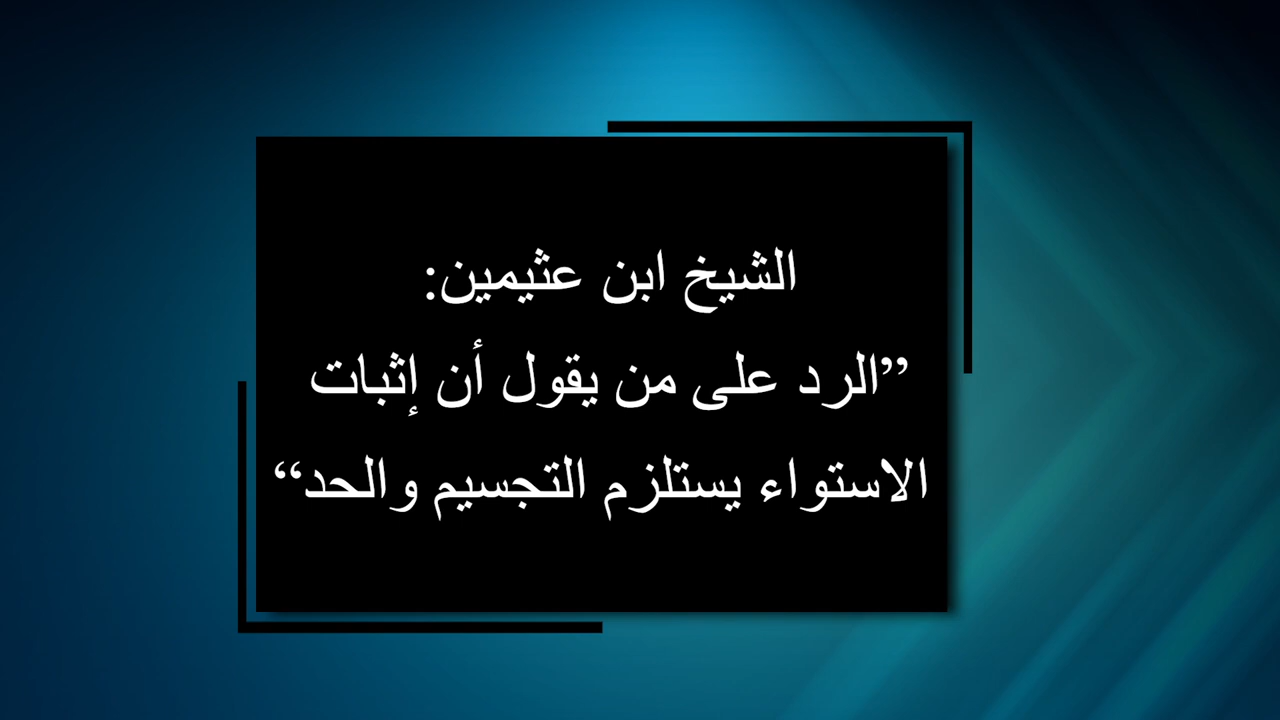 الشيخ ابن عثيمين:
”الرد على من يقول أن إثبات
الاستواء يستلزم التجسيم والحد“